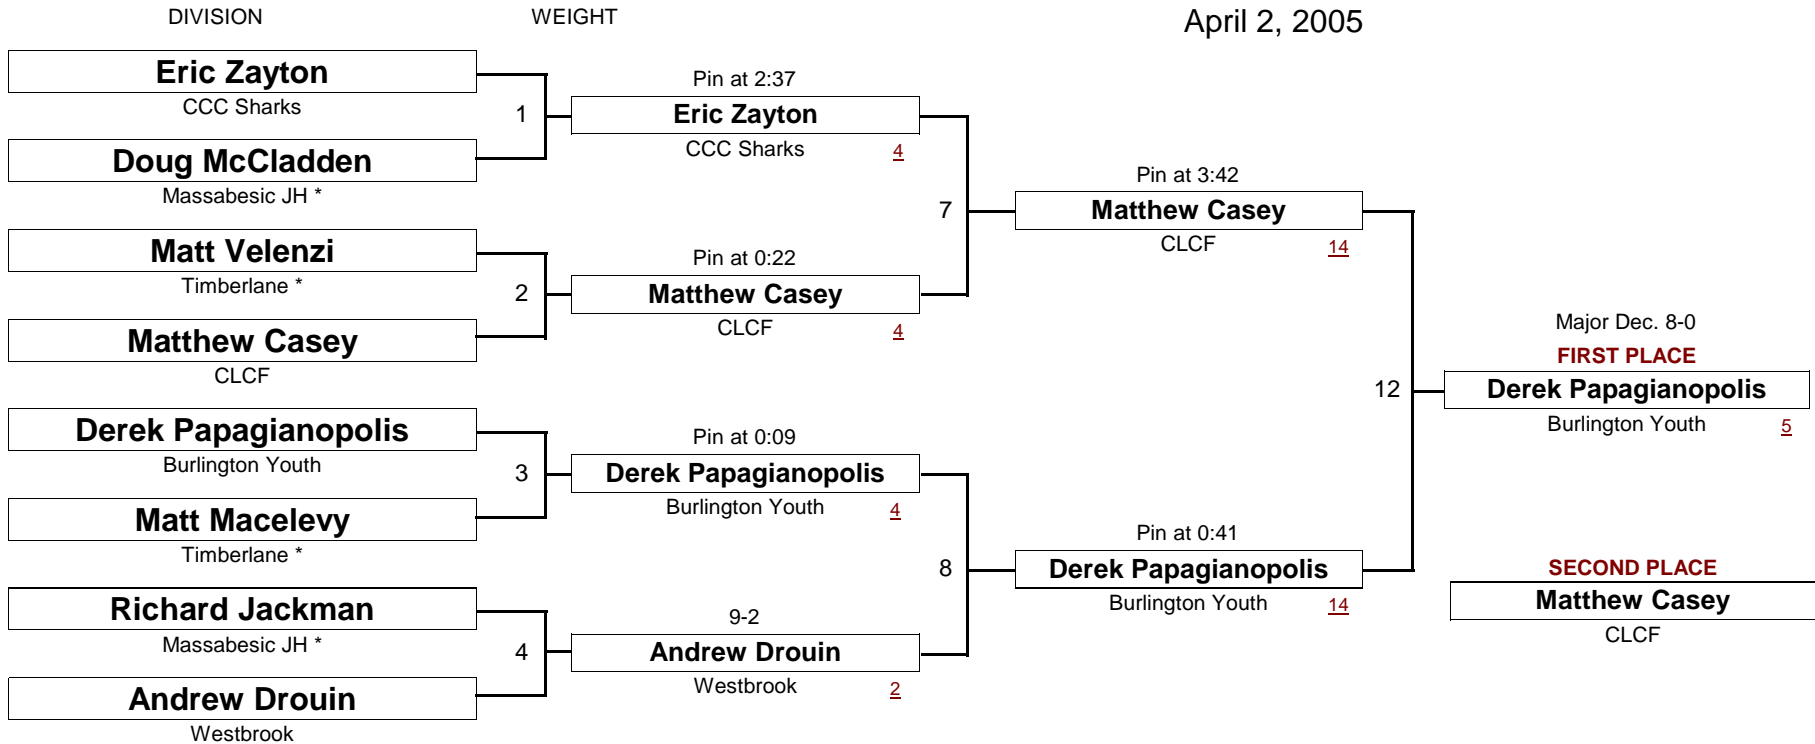 DIVISION
WEIGHT
April 2, 2005
Eric Zayton
CCC Sharks
1
Doug McCladden
Massabesic JH *
Matt Velenzi
Timberlane *
2
Matthew Casey
CLCF
Derek Papagianopolis
Burlington Youth
3
Matt Macelevy
Timberlane *
Richard Jackman
Massabesic JH *
4
Andrew Drouin
Westbrook
Pin at 2:37
Eric Zayton
CCC Sharks
4
7
Pin at 0:22
Matthew Casey
CLCF
4
Pin at 0:09
Derek Papagianopolis
Burlington Youth
4
8
9-2
Andrew Drouin
Westbrook
2
Pin at 3:42
Matthew Casey
CLCF
14
12
Pin at 0:41
Derek Papagianopolis
Burlington Youth
14
Major Dec. 8-0
FIRST PLACE
Derek Papagianopolis
Burlington Youth
5
SECOND PLACE
Matthew Casey
CLCF